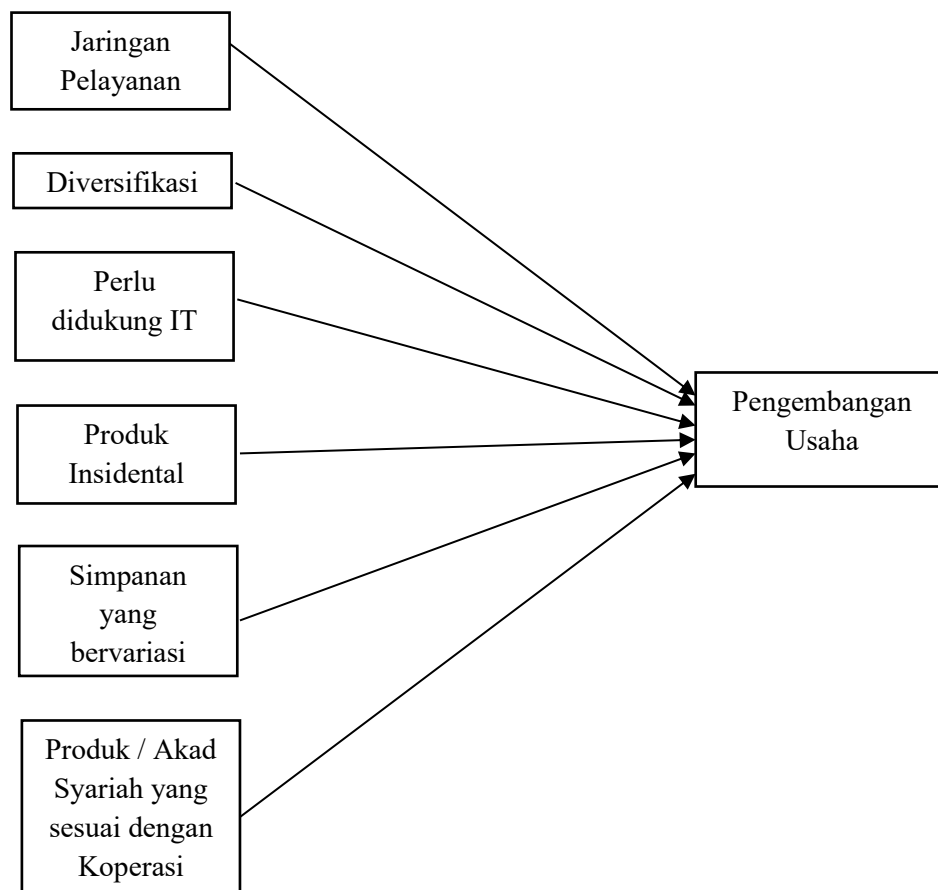 Jaringan
Pelayanan
Diversifikasi
Perlu
didukung IT
Produk
Insidental
Simpanan
yang
bervariasi
Produk / Akad
Syariah yang
sesuai dengan
Koperasi
Pengembangan
Usaha